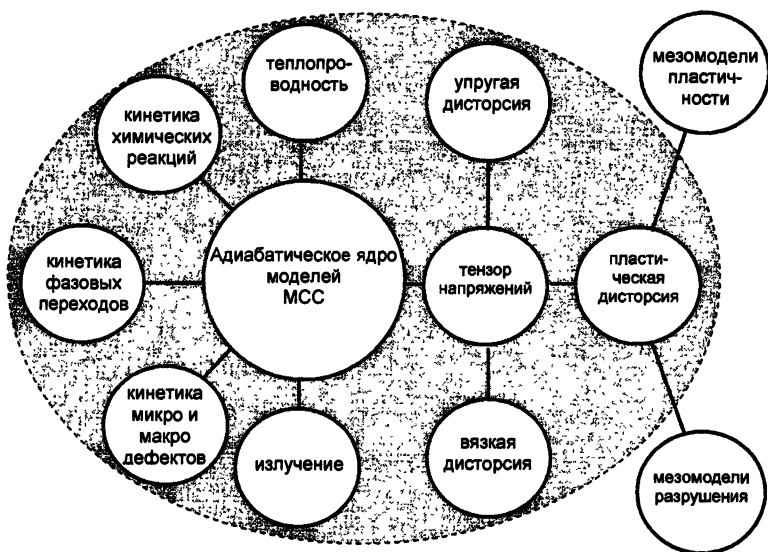 теплопро-
водность
упругая
дисторсия
мезомодели
пластич-
ности
кинетика
химических
реакций
Адиабатическое ядро
моделей
МСС
кинетика
фазовых
переходов
тензор
напряжений
пласти-
ческая
дисторсия
кинетика
микро и
макро
дефектов
излучение
вязкая
дисторсия
мезомодели
разрушения